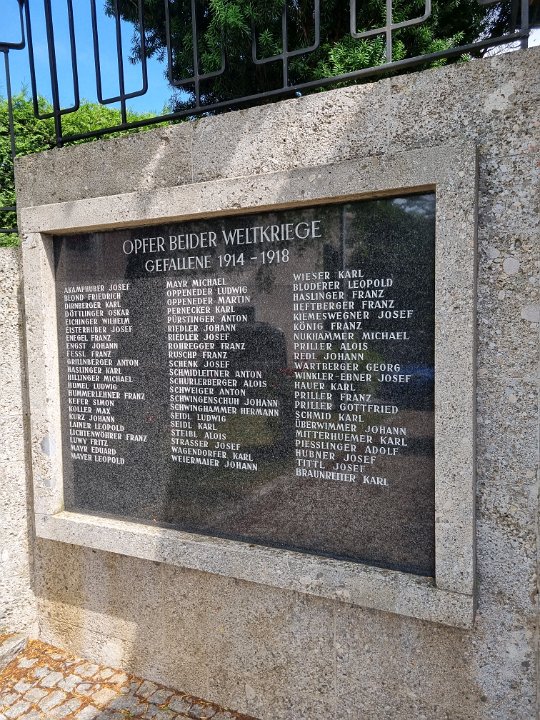 OPFER BEIDER WELTKRIEGE
GEFALLENE 1914 - 1918
AKAMPHUBER JOSEF
BLOND FRIEDRICH
DIRNBERGER KARL
DÖTTLINGER OSKAR
EICHINGER WILHELM
EISTERHUBER JOSEF
ENEGEL FRANZ
ENGST JOHANN
FESSL FRANZ
GRILLNBERGER ANTON
HASLINGER KARL
HILLINGER MICHAEL
HUMEL LUDWIG
HUMMERLEHNER FRANZ
KEFER SIMON
KOLLER MAX
KURZ JOHANN
LAINER LEOPOLD
LICHTENWÖHRER FRANZ
LUWY FRITZ
MAYR EDUARD
MAYER LEOPOLD
MAYR MICHAEL
OPPENEDER LUDWIG
OPPENEDER MARTIN
PERNECKER KARL
PÜRSTINGER ANTON
RIEDLER JOHANN
RIEDLER JOSEF
ROHREGGER FRANZ
RUSCHP FRANZ
SCHENK JOSEF
SCHMIDLEITNER ANTON
SCHURLERBERGER ALOIS
SCHWEIGER ANTON
SCHWINGENSCHUH JOHANN
SCHWINGHAMMER HERMANN
SEIDL LUDWIG
SEIDL KARL
STEIBL ALOIS
STRASSER JOSEF
WAGENDORFER KARL
WEIERMAIER JOHANN
WIESER KARL
BLODERER LEOPOLD
HASLINGER FRANZ
HEFTBERGER FRANZ
KIEMESWEGNER JOSEF
KÖNIG FRANZ
NUKHAMMER MICHAEL
PRILLER ALOIS
REDL JOHANN
WARTBERGER GEORG
WINKLER EBNER JOSEF
HAUER KARL
PRILLER FRANZ
PRILLER GOTTFRIED
SCHMID KARL
ÜBERWIMMER JOHANN
MITTERHUEMER KARL
PIESSLINGER ADOLF
HUBNER JOSEF
TITTL JOSEF
BRAUNREITER KARL